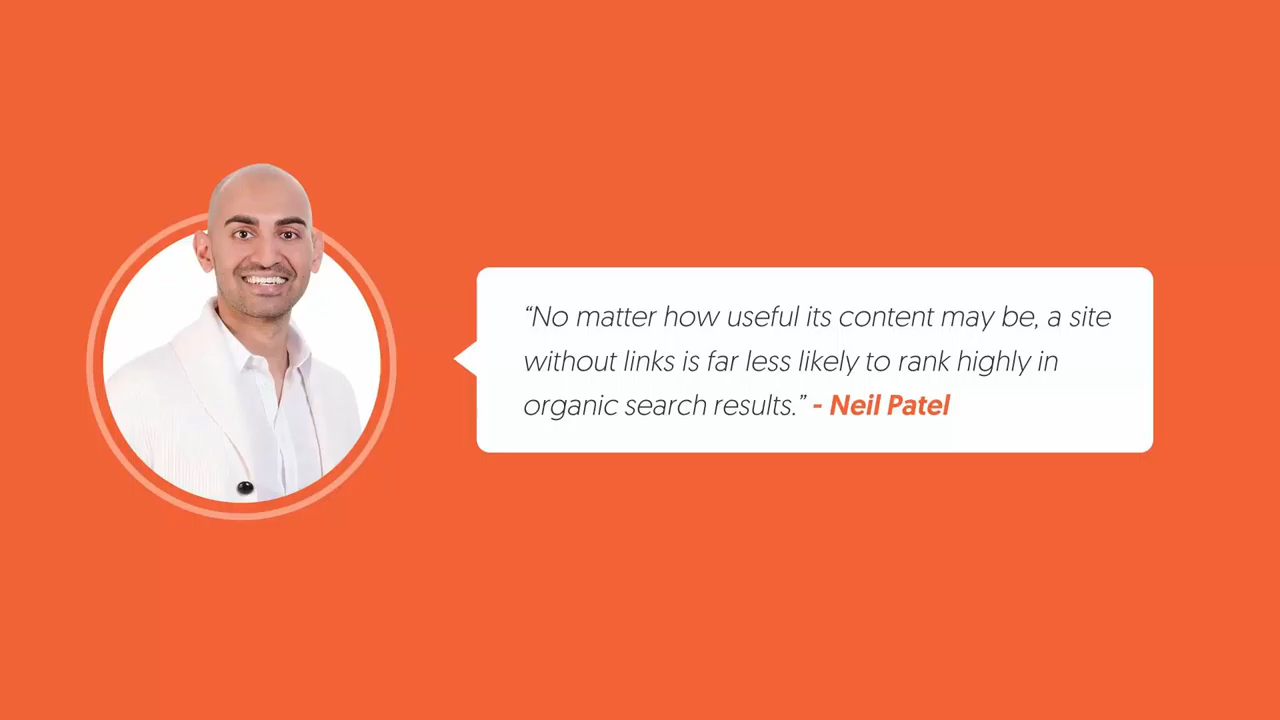 “No matter how useful its content may be, a site
without links is far less likely to rank highly in
organic search results.” - Neil Patel